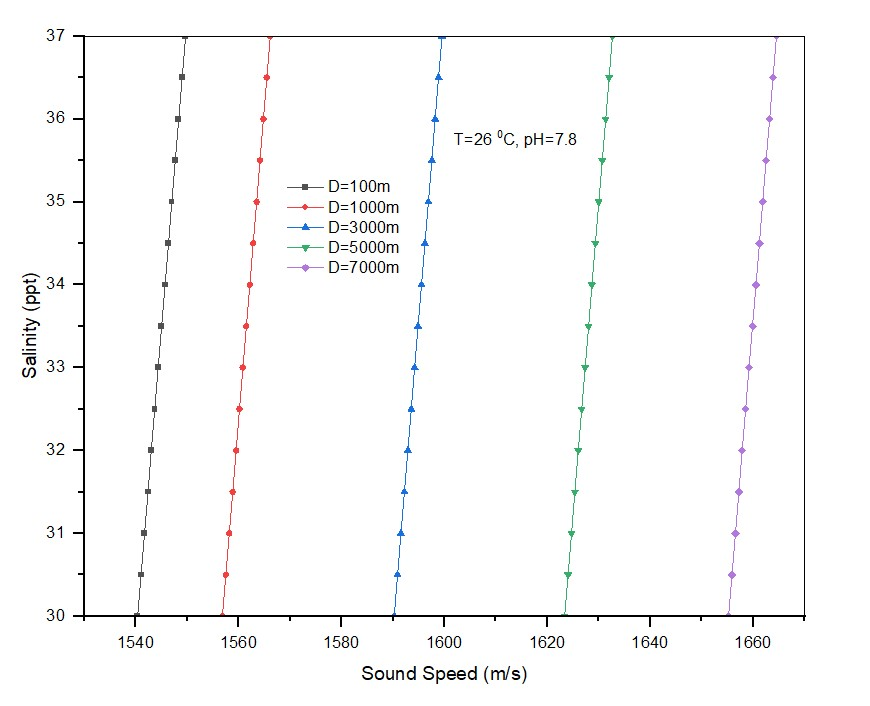 37
36
35
34
33
32
31
30
Salinity (ppt)
T=26 ⁰C, pH=7.8
D=100m
D=1000m
D=3000m
D=5000m
D=7000m
1540 1560 1580 1600 1620 1640 1660
Sound Speed (m/s)